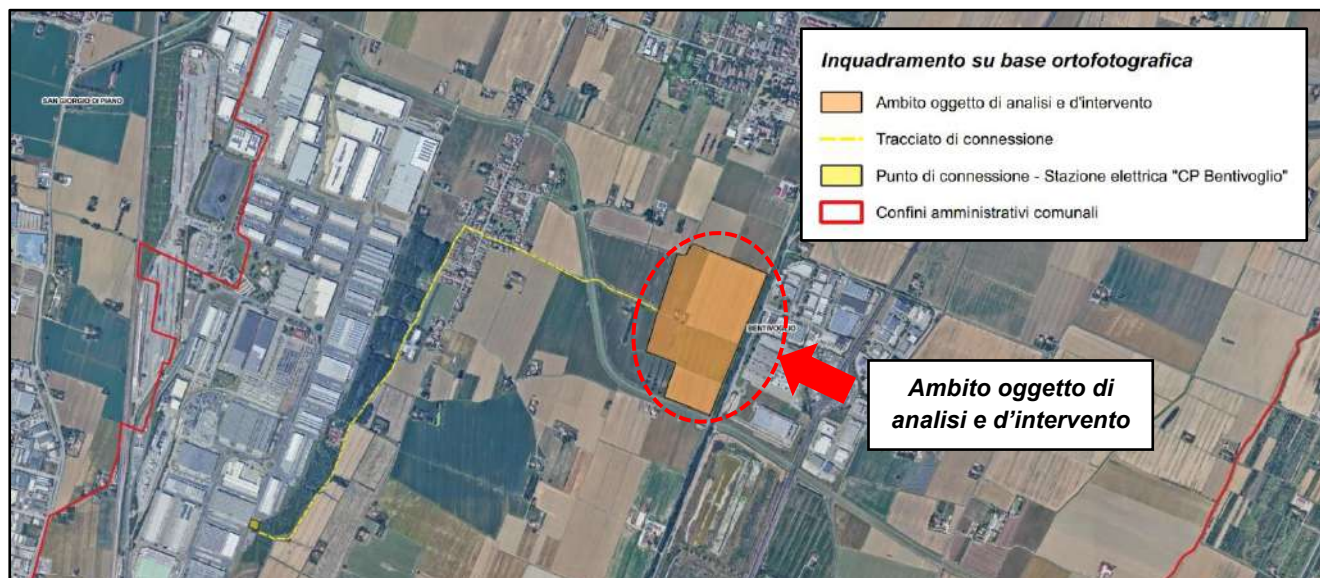 SAN GIORGIO DI PIANO
Inquadramento su base ortofotografica
Ambito oggetto di analisi e d'intervento
Tracciato di connessione
Punto di connessione - Stazione elettrica "CP Bentivoglio"
Confini amministrativi comunali
BENTIVOGLIO
Ambito oggetto di
analisi e d’intervento